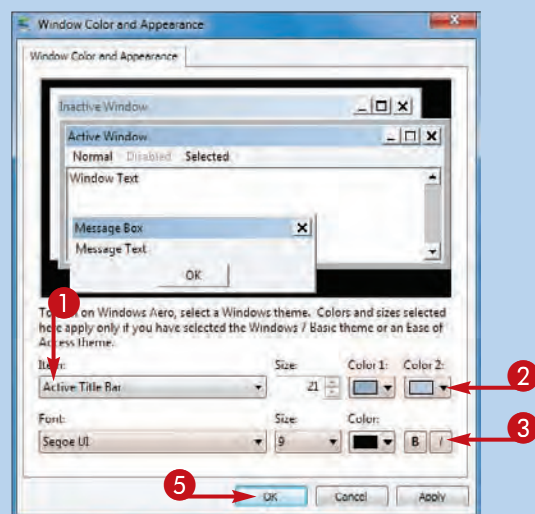 Window Color and Appearance
Window Color and Appearance
Inactive Window
Active Window
Normal Disabled Selected
Window Text
Message Box
Message Text
OK
1
To on Windows Aero, select a Windows theme. Colors and sizes selected
here apply only if you have selected the Windows 7 Basic theme or an Ease of
Access theme.
Item: Size: Color 1: Color 2:
Active Title Bar 21
2
Font: Size: Color:
Segoe UI 9 B I
3
5
OK Cancel Apply